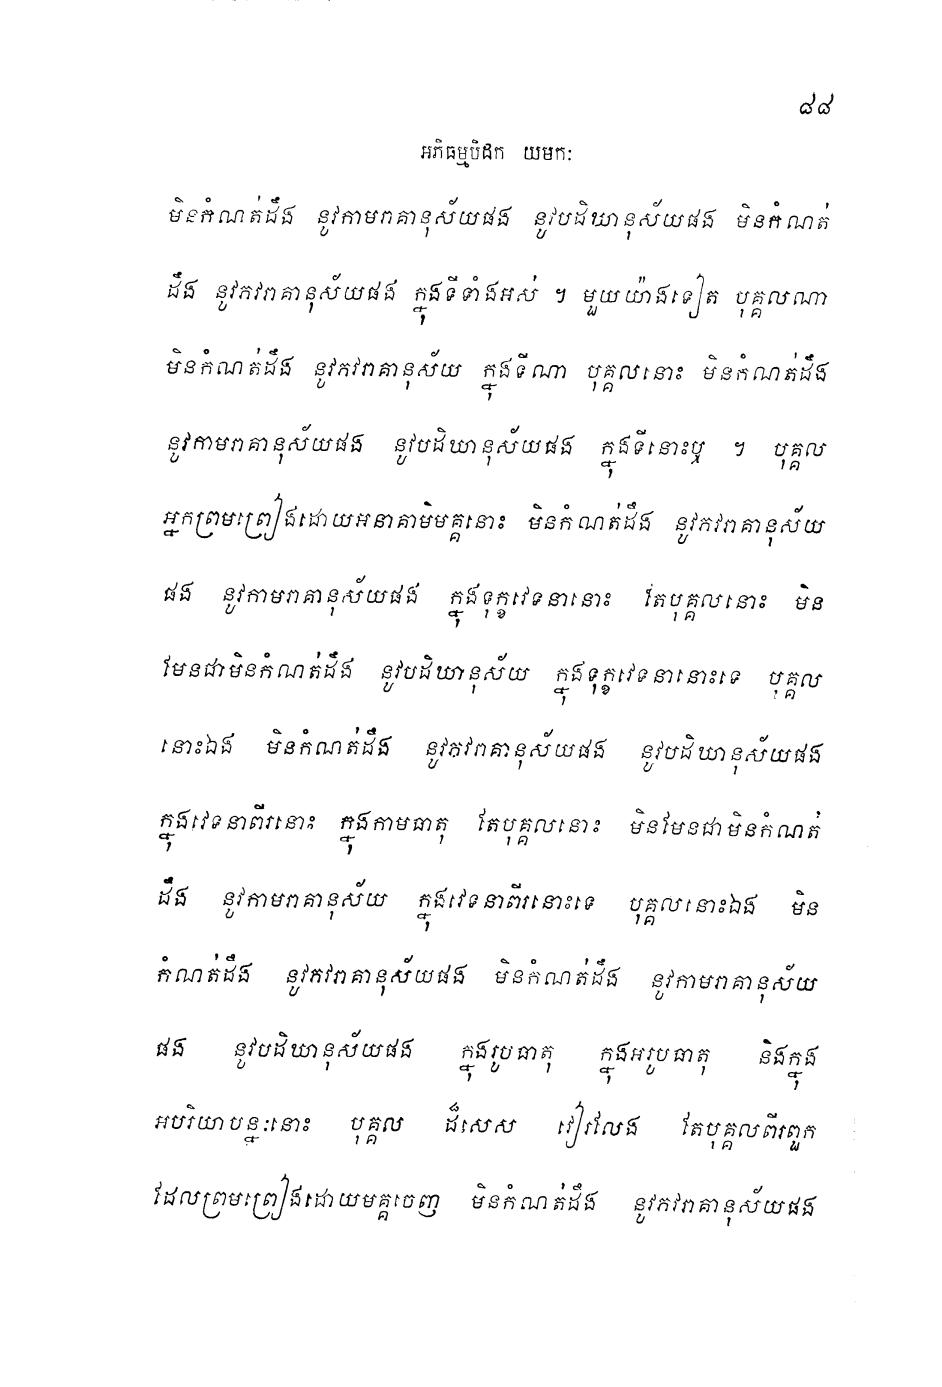 ៨៨
អភិធម្មបិដក យមកៈ
មិនកំណត់ដឹង នូវកាមរាគានុស័យផង នូវបដិឃានុស័យផង មិនកំណត់
ដឹង នូវភវរាគានុស័យផង ក្នុងទីទាំងអស់ ។ មួយយ៉ាងទៀត បុគ្គលណា
មិនកំណត់ដឹង នូវភវរាគានុស័យ ក្នុងទីណា បុគ្គលនោះ មិនកំណត់ដឹង
នូវកាមរាគានុស័យផង នូវបដិឃានុស័យផង ក្នុងទីនោះឬ ។ បុគ្គល
អ្នកព្រមព្រៀងដោយអនាគាមិមគ្គនោះ មិនកំណត់ដឹង នូវភវរាគានុស័យ
ផង នូវកាមរាគានុស័យផង ក្នុងទុក្ខវេទនានោះ តែបុគ្គលនោះ មិន
មែនជាមិនកំណត់ដឹង នូវបដិឃានុស័យ ក្នុងទុក្ខវេទនានោះទេ បុគ្គល
នោះឯង មិនកំណត់ដឹង នូវភវរាគានុស័យផង នូវបដិឃានុស័យផង
ក្នុងវេទនាពីរនោះ ក្នុងកាមធាតុ តែបុគ្គលនោះ មិនមែនជាមិនកំណត់
ដឹង នូវកាមរាគានុស័យ ក្នុងវេទនាពីរនោះទេ បុគ្គលនោះឯង មិន
កំណត់ដឹង នូវភវរាគានុស័យផង មិនកំណត់ដឹង នូវកាមរាគានុស័យ
ផង នូវបដិឃានុស័យផង ក្នុងរូបធាតុ ក្នុងអរូបធាតុ និងក្នុង
អបរិយាបន្នៈនោះ បុគ្គល ដ៏សេស វៀរលែង តែបុគ្គលពីរពួក
ដែលព្រមព្រៀងដោយមគ្គចេញ មិនកំណត់ដឹង នូវភវរាគានុស័យផង